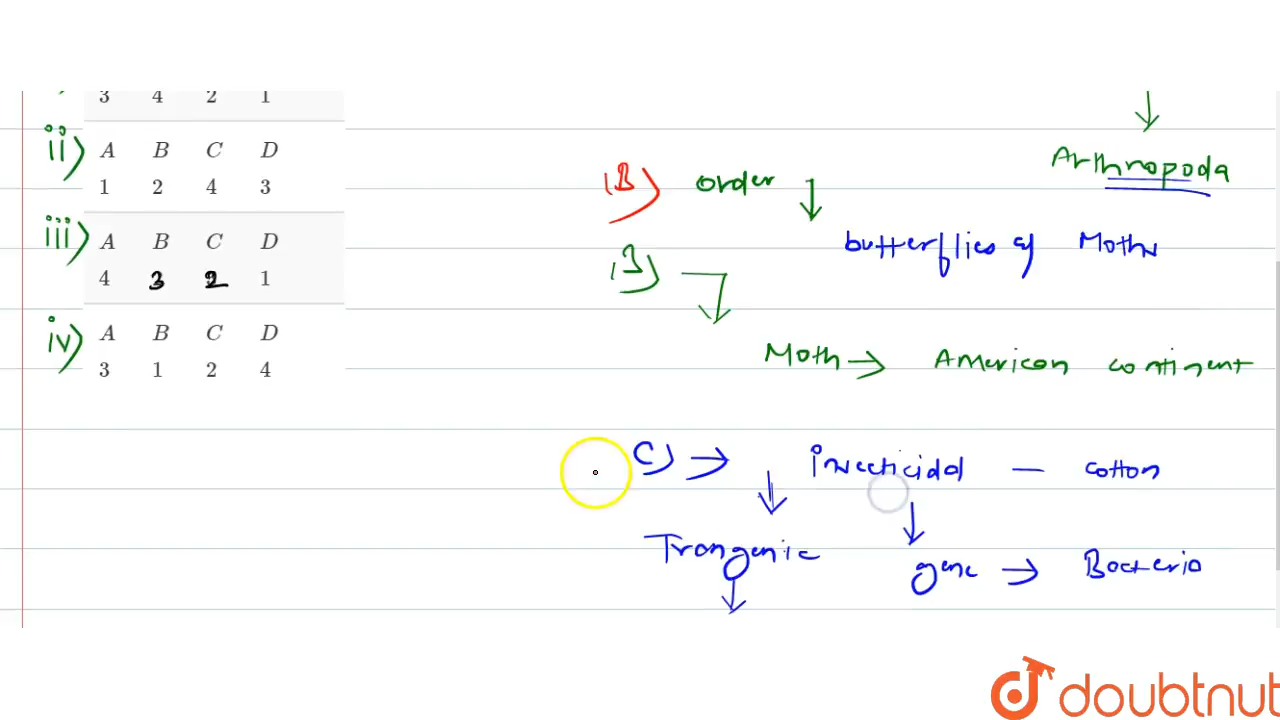 3 4 2 1
ii) A B C D
1 2 4 3
iii) A B C D
4 3 2 1
iv) A B C D
3 1 2 4
Arthropoda
(B) order
butterflies of Moths
Moth → American continent
C) → insecticidal – cotton
Trangenic
gene → Bacteria
doubtnut